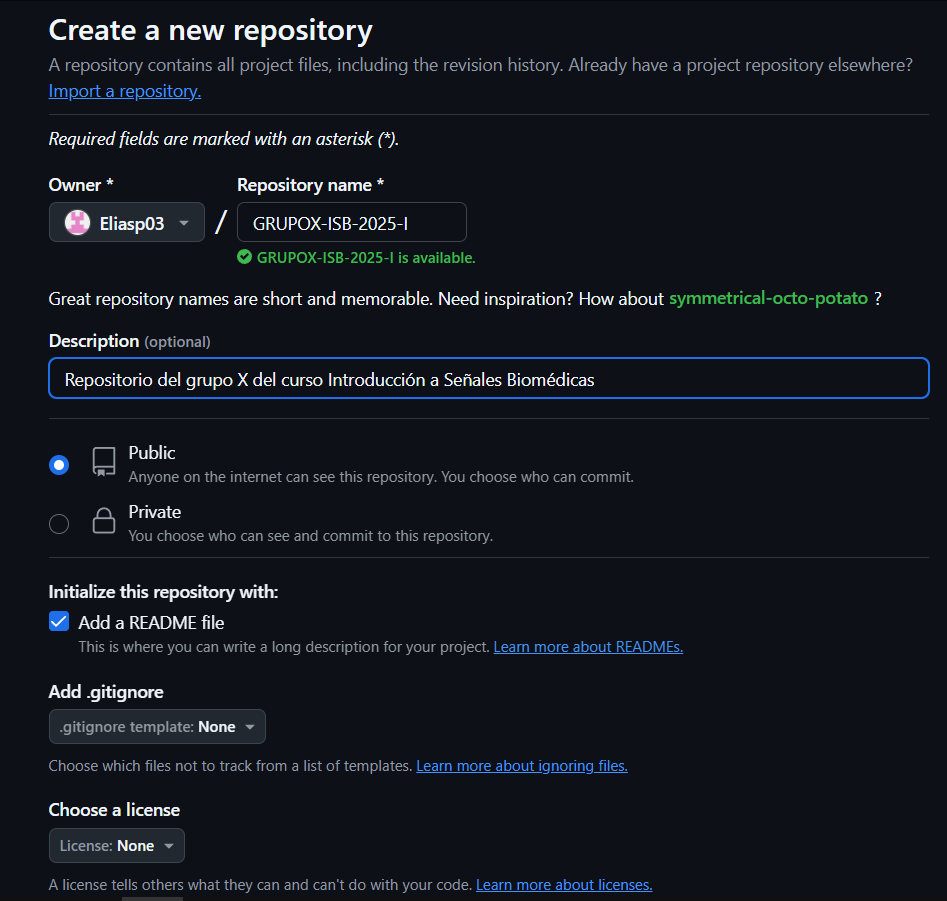 Create a new repository
A repository contains all project files, including the revision history. Already have a project repository elsewhere?
Import a repository.
Required fields are marked with an asterisk (*).
Owner * Repository name *
Eliasp03 / GRUPOX-ISB-2025-I
GRUPOX-ISB-2025-I is available.
Great repository names are short and memorable. Need inspiration? How about symmetrical-octo-potato ?
Description (optional)
Repositorio del grupo X del curso Introducción a Señales Biomédicas
Public
Anyone on the internet can see this repository. You choose who can commit.
Private
You choose who can see and commit to this repository.
Initialize this repository with:
Add a README file
This is where you can write a long description for your project. Learn more about READMEs.
Add .gitignore
.gitignore template: None
Choose which files not to track from a list of templates. Learn more about ignoring files.
Choose a license
License: None
A license tells others what they can and can't do with your code. Learn more about licenses.